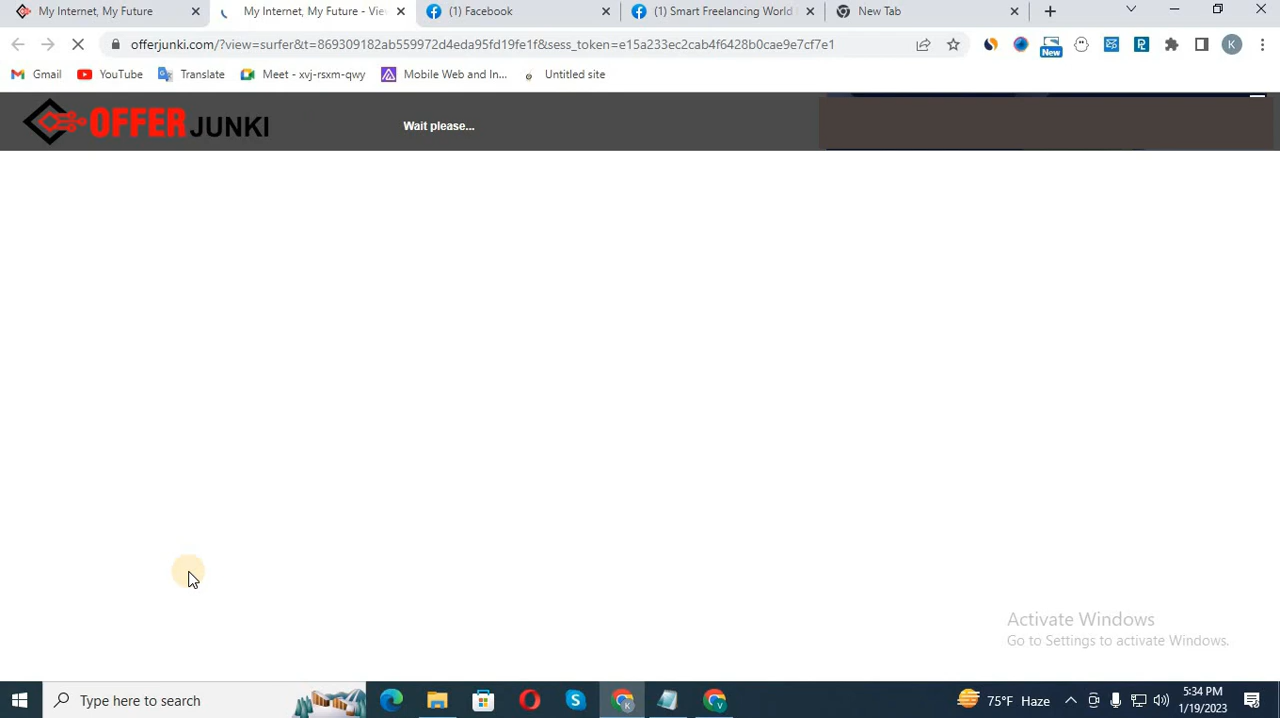 My Internet, My Future
My Internet, My Future - Vie
(1) Facebook
(1) Smart Freelancing World
New Tab
offerjunki.com/?view=surfer&t=8693f0182ab559972d4eda95fd19fe1f&sess_token=e15a233ec2cab4f6428b0cae9e7cf7e1
New
K
Gmail
YouTube
Translate
Meet - xvj-rsxm-qwy
Mobile Web and In...
Untitled site
OFFERJUNKI
Wait please...
Activate Windows
Go to Settings to activate Windows.
Type here to search
75°F Haze
5:34 PM
1/19/2023